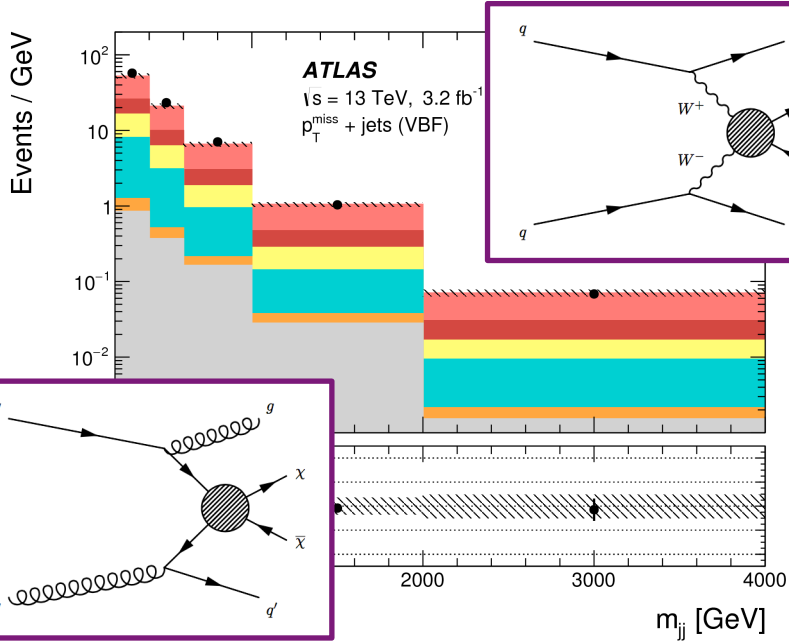 Events / GeV
10²
10
1
10⁻¹
10⁻²
ATLAS
√s = 13 TeV, 3.2 fb⁻¹
p_T^miss + jets (VBF)
q
W⁺
W⁻
q
g
χ
χ̅
q'
2000
3000
4000
m_jj [GeV]